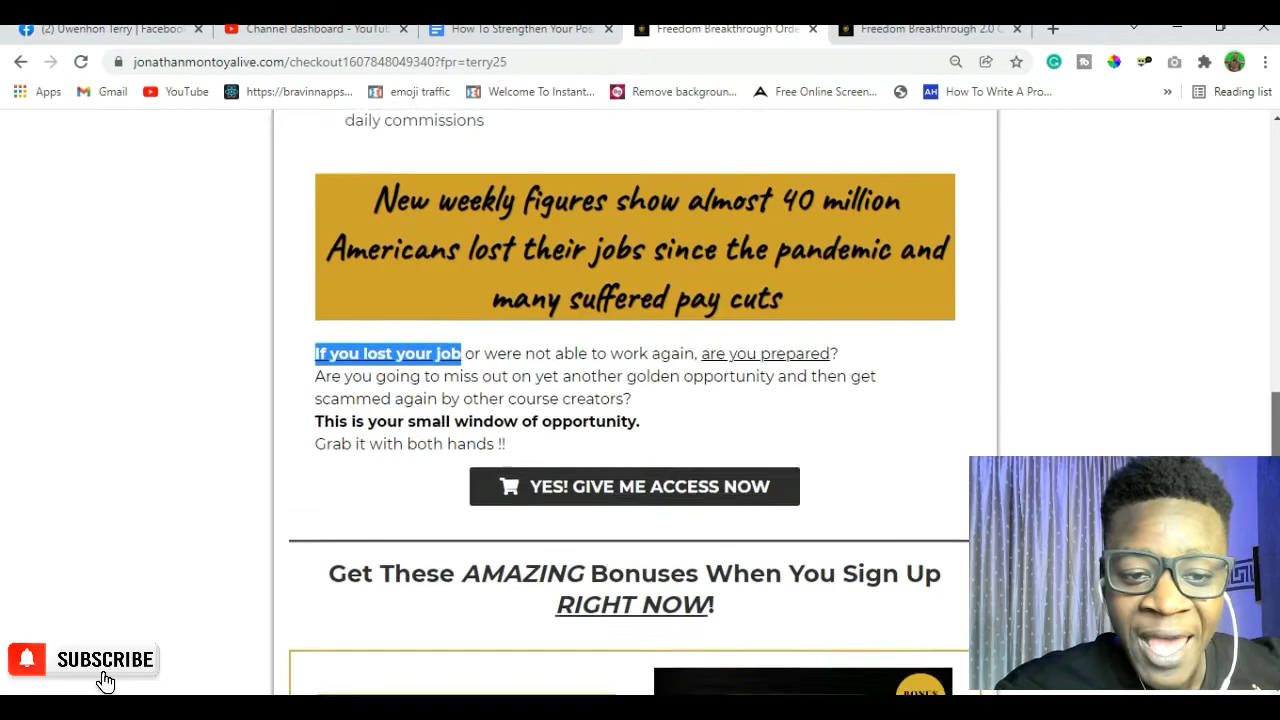 (2) Uwenhon Terry | Facebook
Channel dashboard - YouTube
How To Strengthen Your Pos
Freedom Breakthrough Orde
Freedom Breakthrough 2.0 C
jonathanmontoyalive.com/checkout1607848049340?fpr=terry25
Apps
Gmail
YouTube
https://bravinnapps...
emoji traffic
Welcome To Instant...
Remove backgroun...
Free Online Screen...
AH
How To Write A Pro...
»
Reading list
daily commissions
New weekly figures show almost 40 million
Americans lost their jobs since the pandemic and
many suffered pay cuts
If you lost your job or were not able to work again, are you prepared?
Are you going to miss out on yet another golden opportunity and then get
scammed again by other course creators?
This is your small window of opportunity.
Grab it with both hands !!
YES! GIVE ME ACCESS NOW
Get These AMAZING Bonuses When You Sign Up
RIGHT NOW!
BONUS
SUBSCRIBE